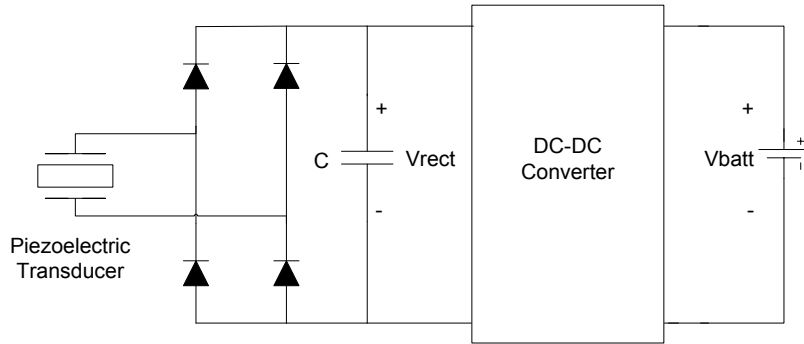 +
+
+
C
Vrect
DC-DC
Converter
Vbatt
-
-
-
Piezoelectric
Transducer